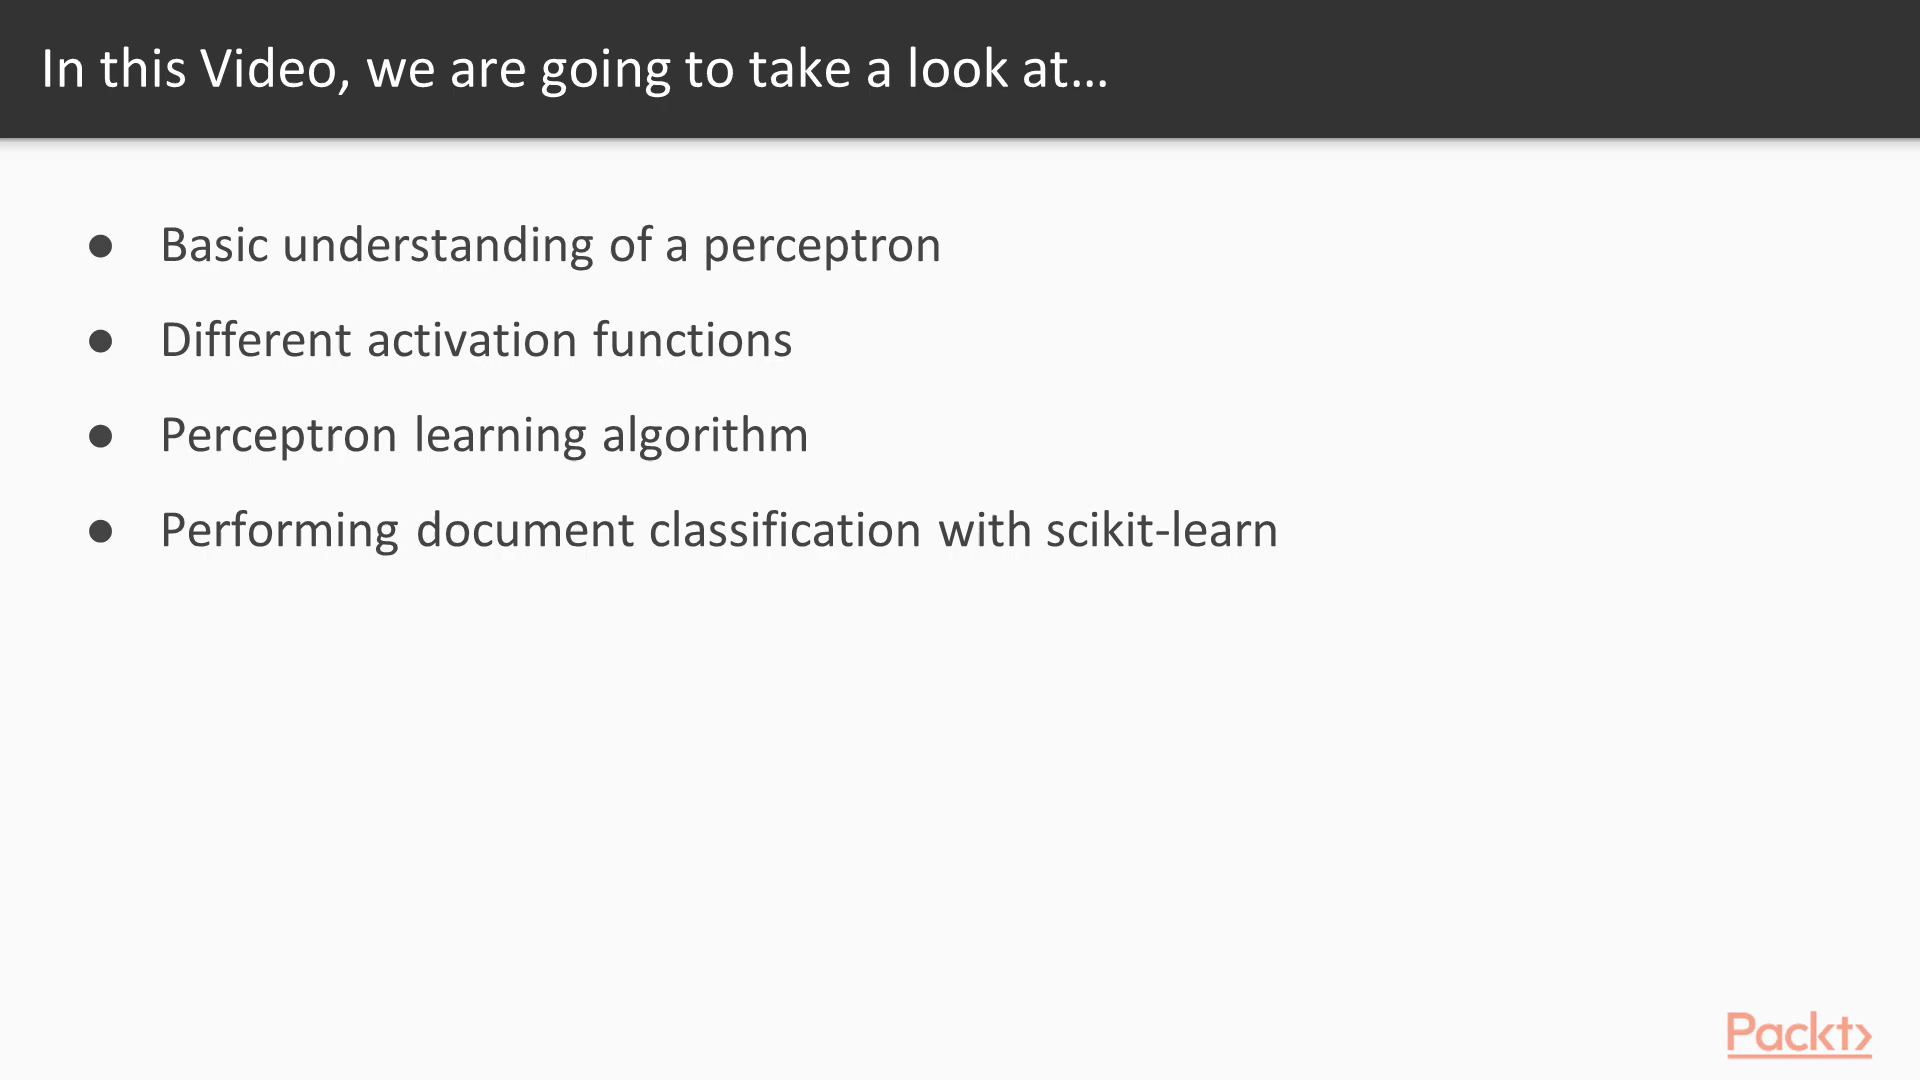 In this Video, we are going to take a look at...
● Basic understanding of a perceptron
● Different activation functions
● Perceptron learning algorithm
● Performing document classification with scikit-learn
Packt>